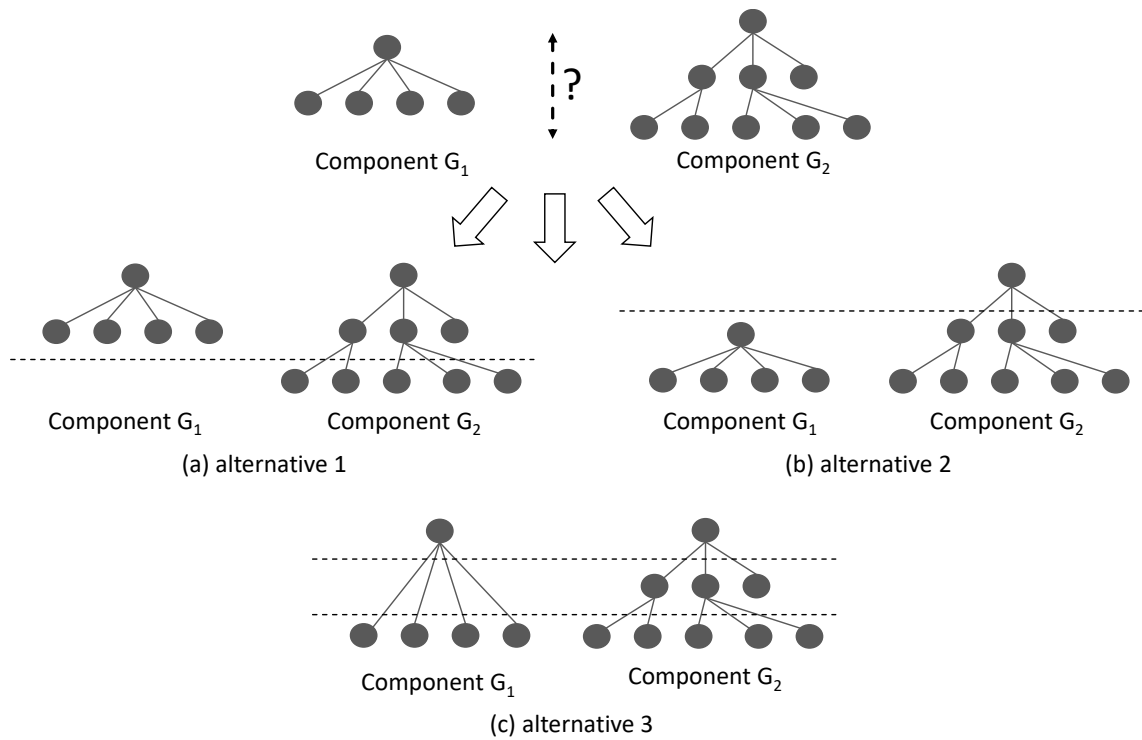 ?
Component G₁
Component G₂
Component G₁
Component G₂
(a) alternative 1
Component G₁
Component G₂
(b) alternative 2
Component G₁
Component G₂
(c) alternative 3